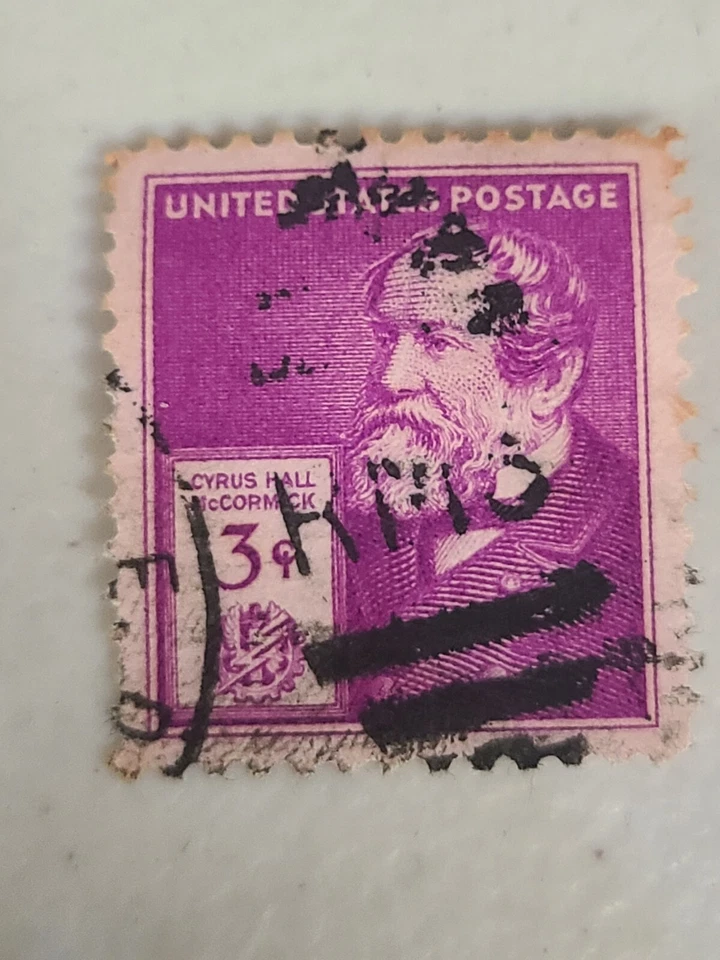 UNITED STATES POSTAGE
CYRUS HALL
McCORMICK
3¢